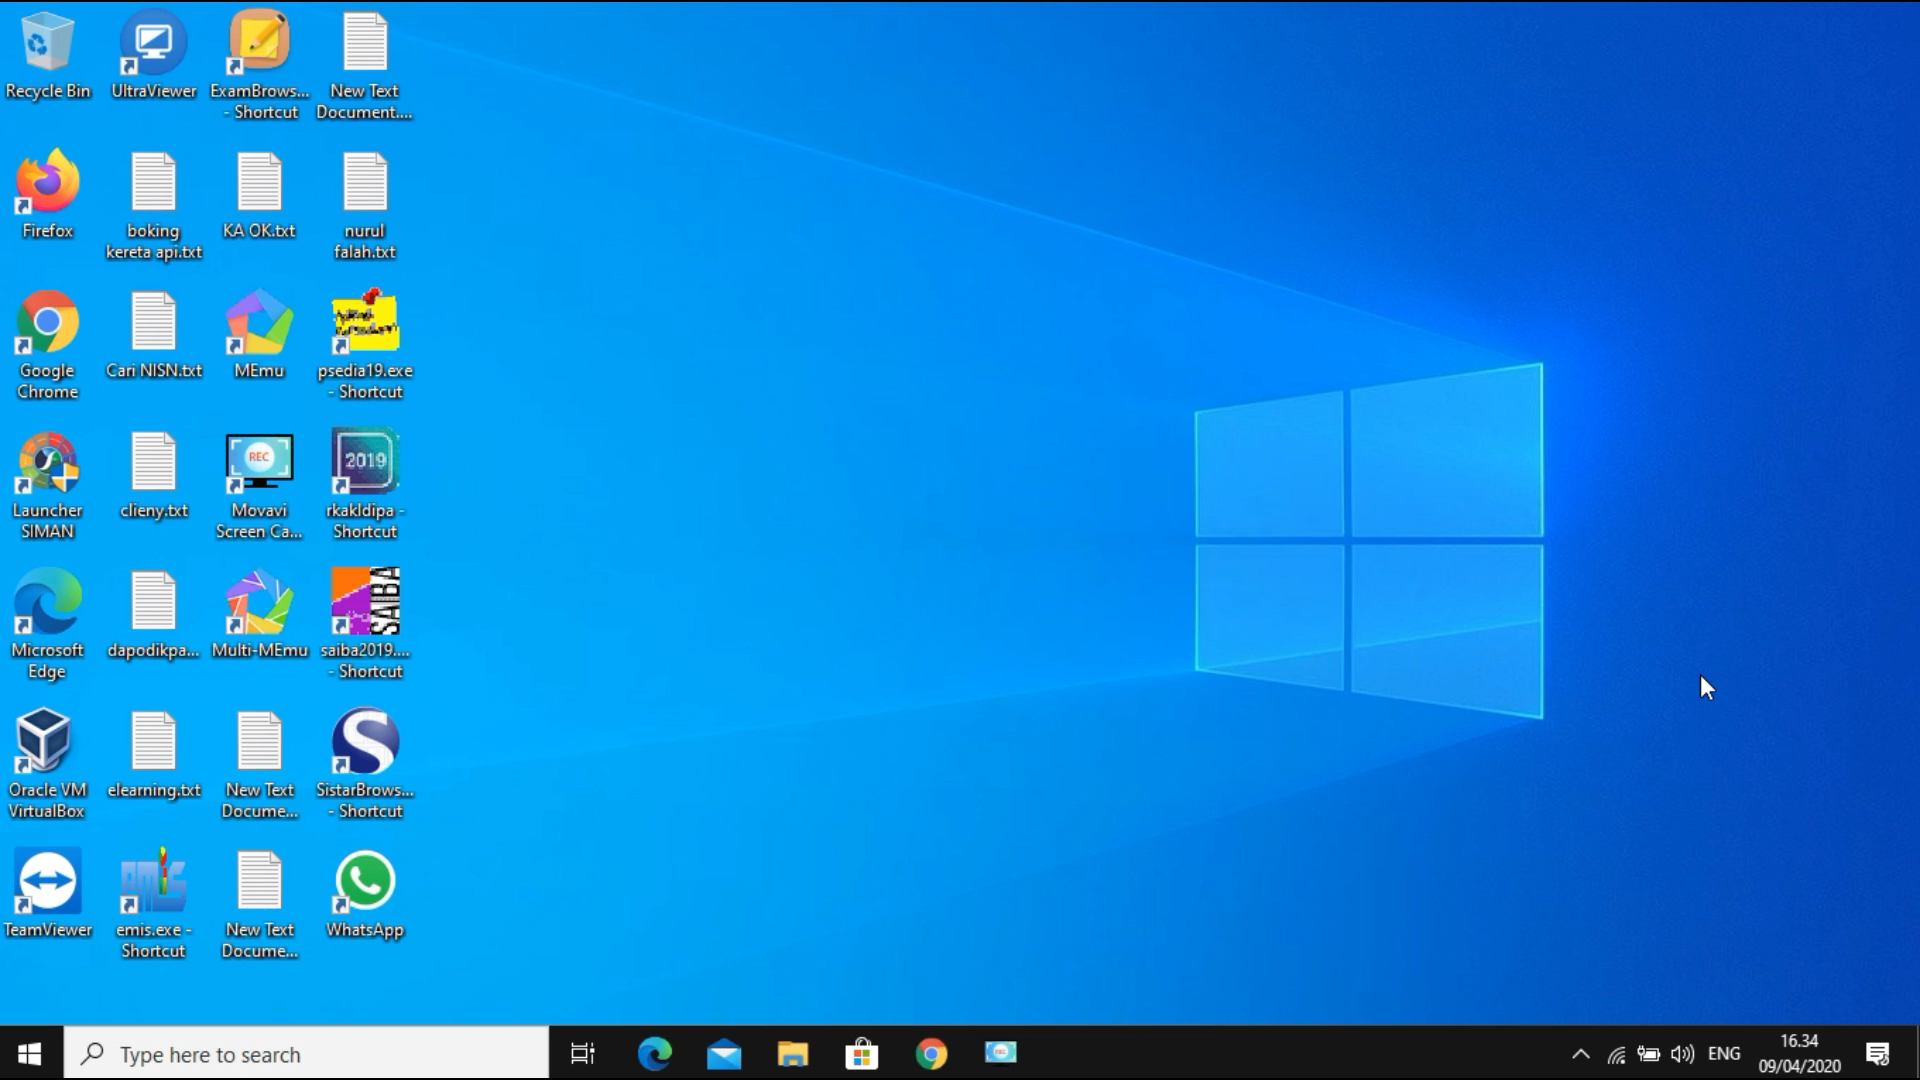 Recycle Bin
UltraViewer
ExamBrows...
- Shortcut
New Text
Document....
Firefox
boking
kereta api.txt
KA OK.txt
nurul
falah.txt
Google
Chrome
Cari NISN.txt
MEmu
psedia19.exe
- Shortcut
REC
2019
Launcher
SIMAN
clieny.txt
Movavi
Screen Ca...
rkakldipa -
Shortcut
SAIBA
Microsoft
Edge
dapodikpa...
Multi-MEmu
saiba2019....
- Shortcut
S
Oracle VM
VirtualBox
elearning.txt
New Text
Docume...
SistarBrows...
- Shortcut
emis
TeamViewer
emis.exe -
Shortcut
New Text
Docume...
WhatsApp
Type here to search
REC
ENG
16.34
09/04/2020